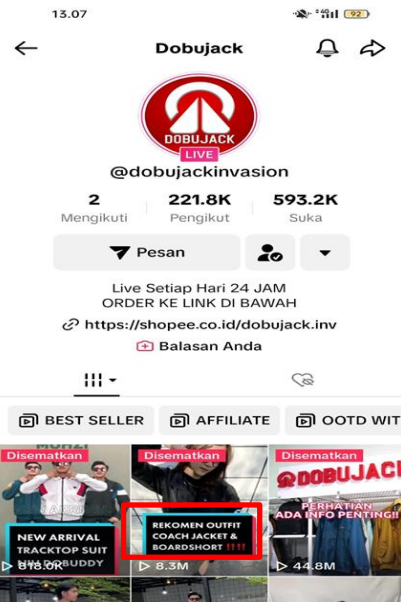 13.07
4G
92
Dobujack
DOBUJACK
LIVE
@dobujackinvasion
2 221.8K 593.2K
Mengikuti Pengikut Suka
Pesan
Live Setiap Hari 24 JAM
ORDER KE LINK DI BAWAH
https://shopee.co.id/dobujack.inv
Balasan Anda
BEST SELLER AFFILIATE OOTD WIT
Disematkan Disematkan Disematkan
DOBUJACK
PERHATIAN
ADA INFO PENTING!!
REKOMEN OUTFIT
COACH JACKET &
BOARDSHORT !!!!
NEW ARRIVAL
TRACKTOP SUIT
8.3M 44.8M